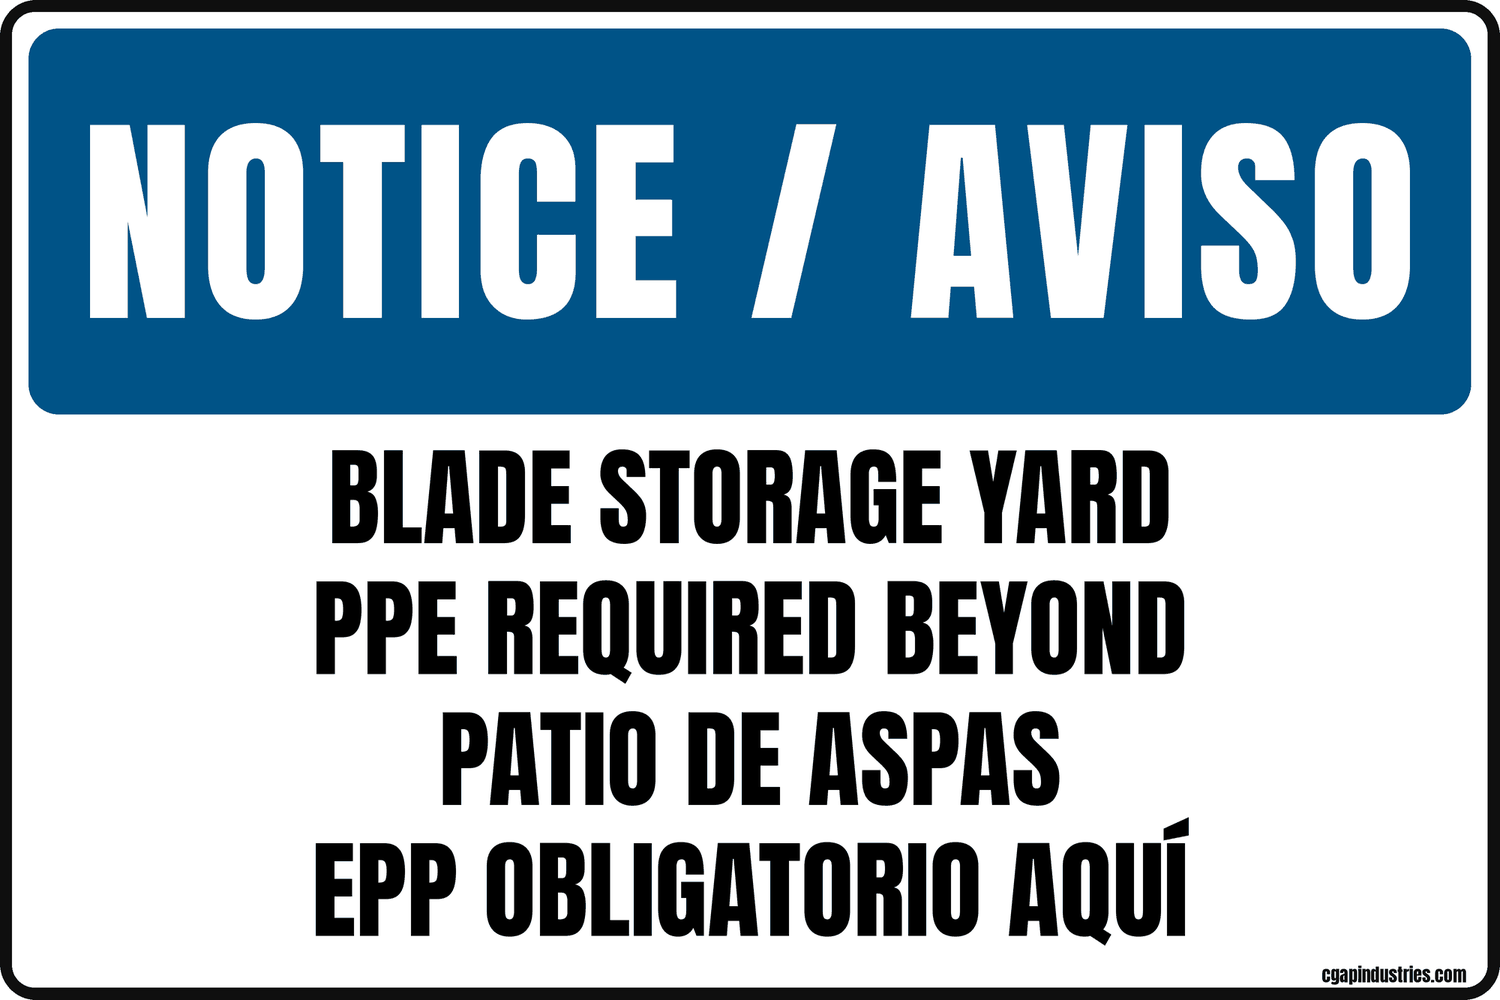 NOTICE / AVISO
BLADE STORAGE YARD
PPE REQUIRED BEYOND
PATIO DE ASPAS
EPP OBLIGATORIO AQUÍ
cgapindustries.com